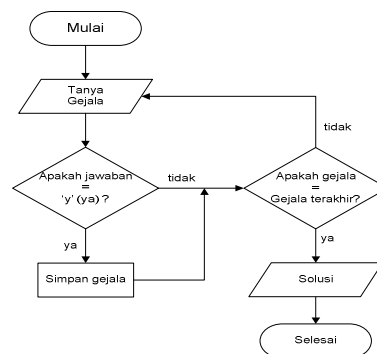 Mulai
Tanya
Gejala
tidak
Apakah jawaban
=
'y' (ya) ?
tidak
Apakah gejala
=
Gejala terakhir?
ya
ya
Simpan gejala
Solusi
Selesai